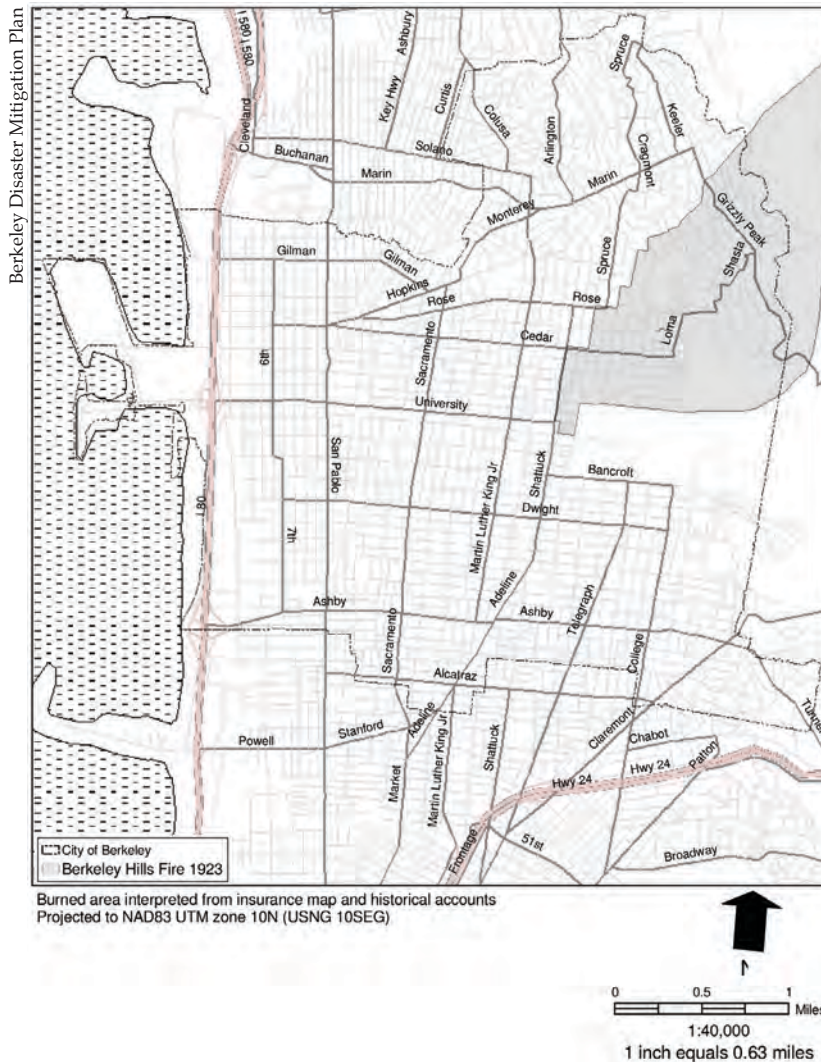 Berkeley Disaster Mitigation Plan
I 580 I 580
Cleveland
Ashbury
Key Hwy
Curtis
Colusa
Arlington
Spruce
Keeler
Cragmont
Buchanan
Solano
Marin
Marin
Monterey
Grizzly Peak
Shasta
Gilman
Gilman
Hopkins
Spruce
Rose
Rose
Loma
Cedar
6th
Sacramento
University
San Pablo
Martin Luther King Jr
Shattuck
Bancroft
I 80
7th
Dwight
Adeline
Telegraph
Ashby
Ashby
Sacramento
College
Alcatraz
Claremont
Tunnel
Powell
Stanford
Adeline
Chabot
Patton
Market
Martin Luther King Jr
Shattuck
Hwy 24
Hwy 24
Frontage
51st
Broadway
City of Berkeley
Berkeley Hills Fire 1923
Burned area interpreted from insurance map and historical accounts
Projected to NAD83 UTM zone 10N (USNG 10SEG)
0 0.5 1
Miles
1:40,000
1 inch equals 0.63 miles